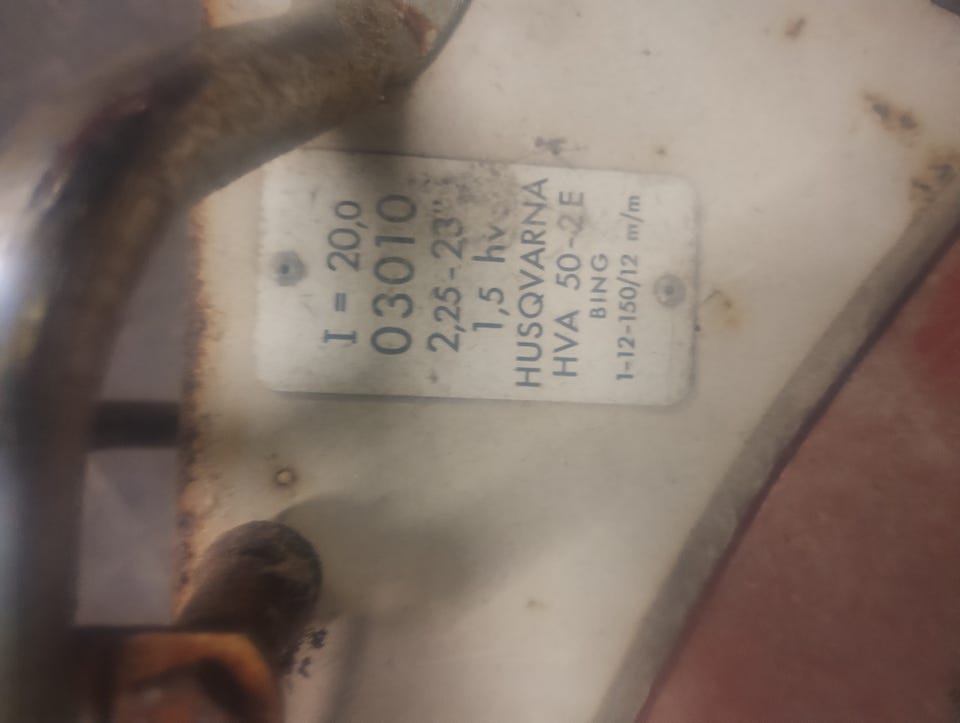 I = 20,0
03010
2,25-23"
1,5 hv
HUSQVARNA
HVA 50-2E
BING
1-12-150/12 m/m